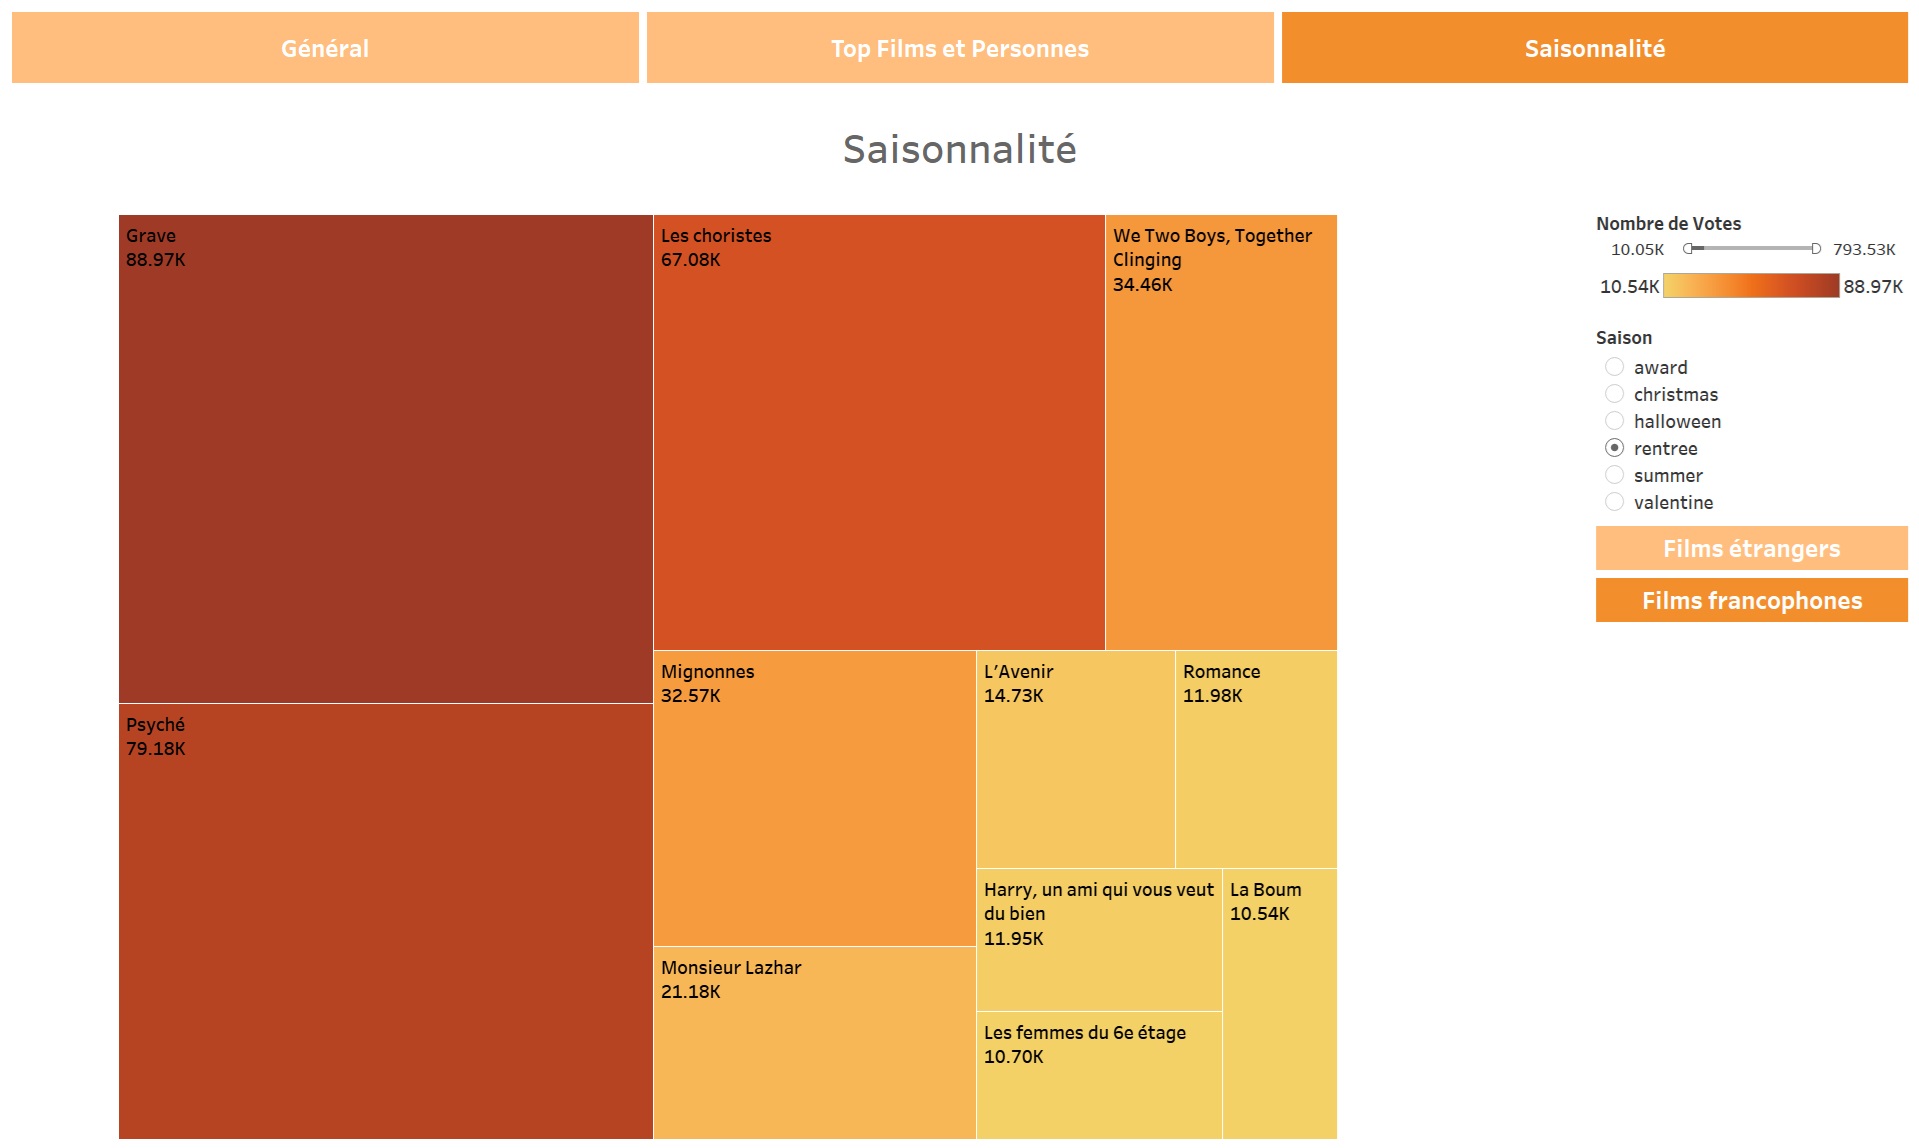 Général
Top Films et Personnes
Saisonnalité
Saisonnalité
Grave
88.97K
Psyché
79.18K
Les choristes
67.08K
We Two Boys, Together
Clinging
34.46K
Mignonnes
32.57K
Monsieur Lazhar
21.18K
L’Avenir
14.73K
Romance
11.98K
Harry, un ami qui vous veut
du bien
11.95K
Les femmes du 6e étage
10.70K
La Boum
10.54K
Nombre de Votes
10.05K
793.53K
10.54K
88.97K
Saison
award
christmas
halloween
rentree
summer
valentine
Films étrangers
Films francophones